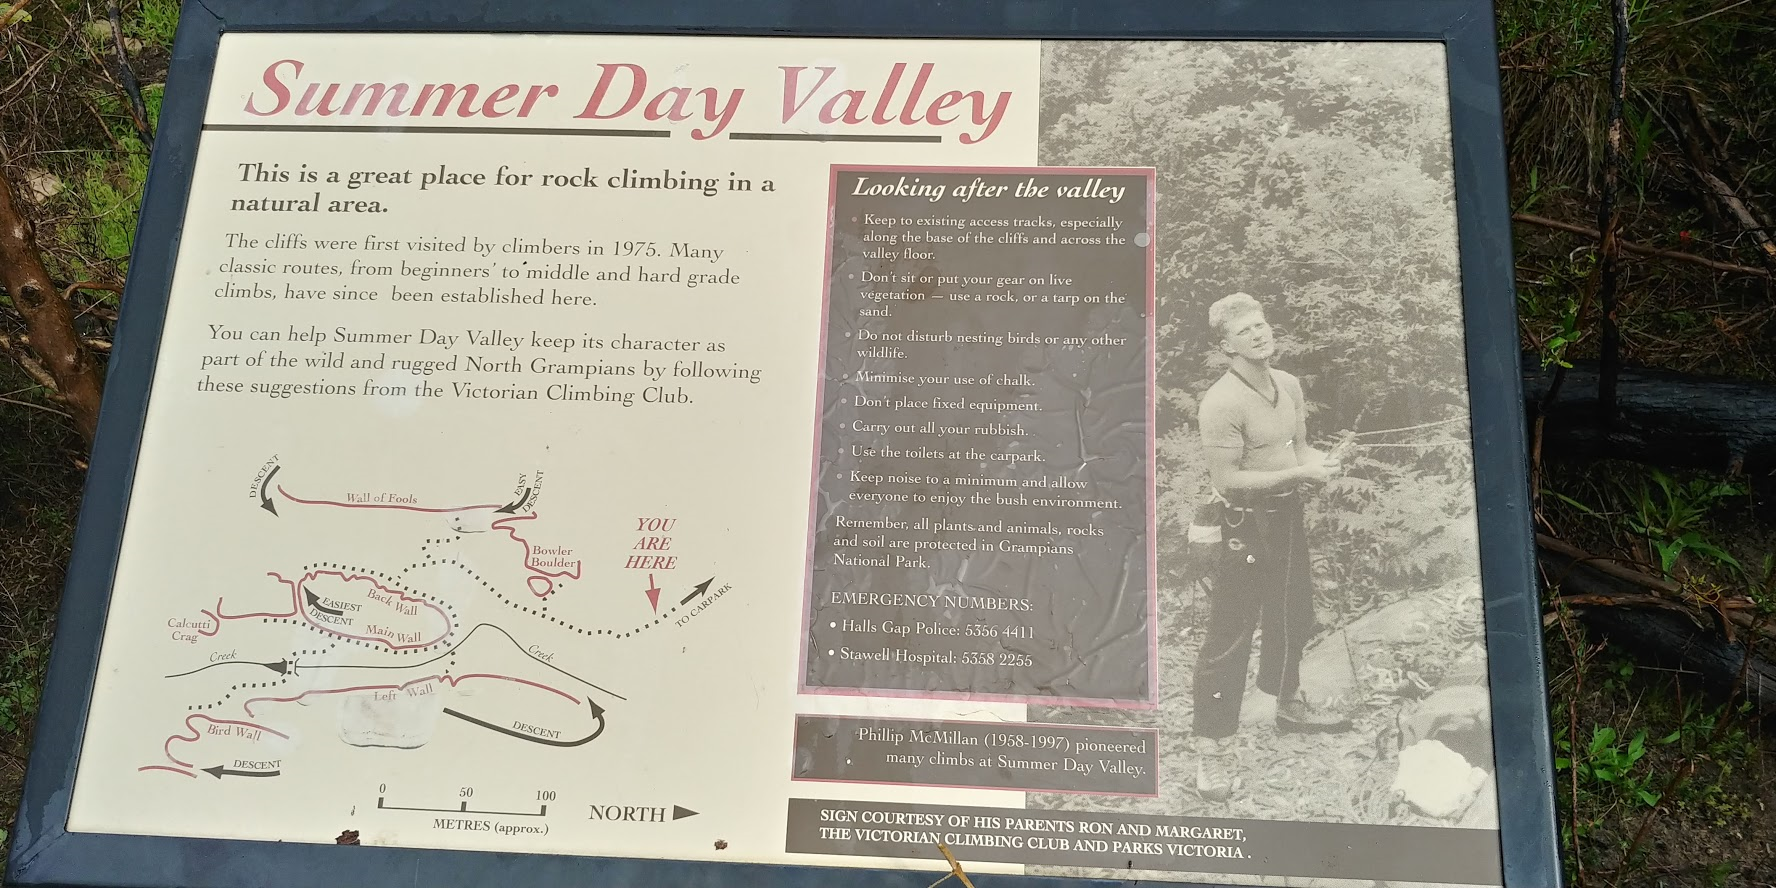 Summer Day Valley
This is a great place for rock climbing in a
natural area.
The cliffs were first visited by climbers in 1975. Many
classic routes, from beginners' to middle and hard grade
climbs, have since been established here.
You can help Summer Day Valley keep its character as
part of the wild and rugged North Grampians by following
these suggestions from the Victorian Climbing Club.
Looking after the valley
• Keep to existing access tracks, especially
along the base of the cliffs and across the
valley floor.
• Don't sit or put your gear on live
vegetation — use a rock, or a tarp on the
sand.
• Do not disturb nesting birds or any other
wildlife.
• Minimise your use of chalk.
• Don't place fixed equipment.
• Carry out all your rubbish.
• Use the toilets at the carpark.
• Keep noise to a minimum and allow
everyone to enjoy the bush environment.
Remember, all plants and animals, rocks
and soil are protected in Grampians
National Park.
EMERGENCY NUMBERS:
• Halls Gap Police: 5356 4411
• Stawell Hospital: 5358 2255
Phillip McMillan (1958-1997) pioneered
many climbs at Summer Day Valley.
SIGN COURTESY OF HIS PARENTS RON AND MARGARET,
THE VICTORIAN CLIMBING CLUB AND PARKS VICTORIA.
DESCENT
Wall of Fools
EASY
DESCENT
Bowler
Boulder
YOU
ARE
HERE
TO CARPARK
Back Wall
EASIEST
DESCENT
Main Wall
Calcutti
Crag
Creek
Creek
Left Wall
DESCENT
Bird Wall
DESCENT
0 50 100
METRES (approx.)
NORTH